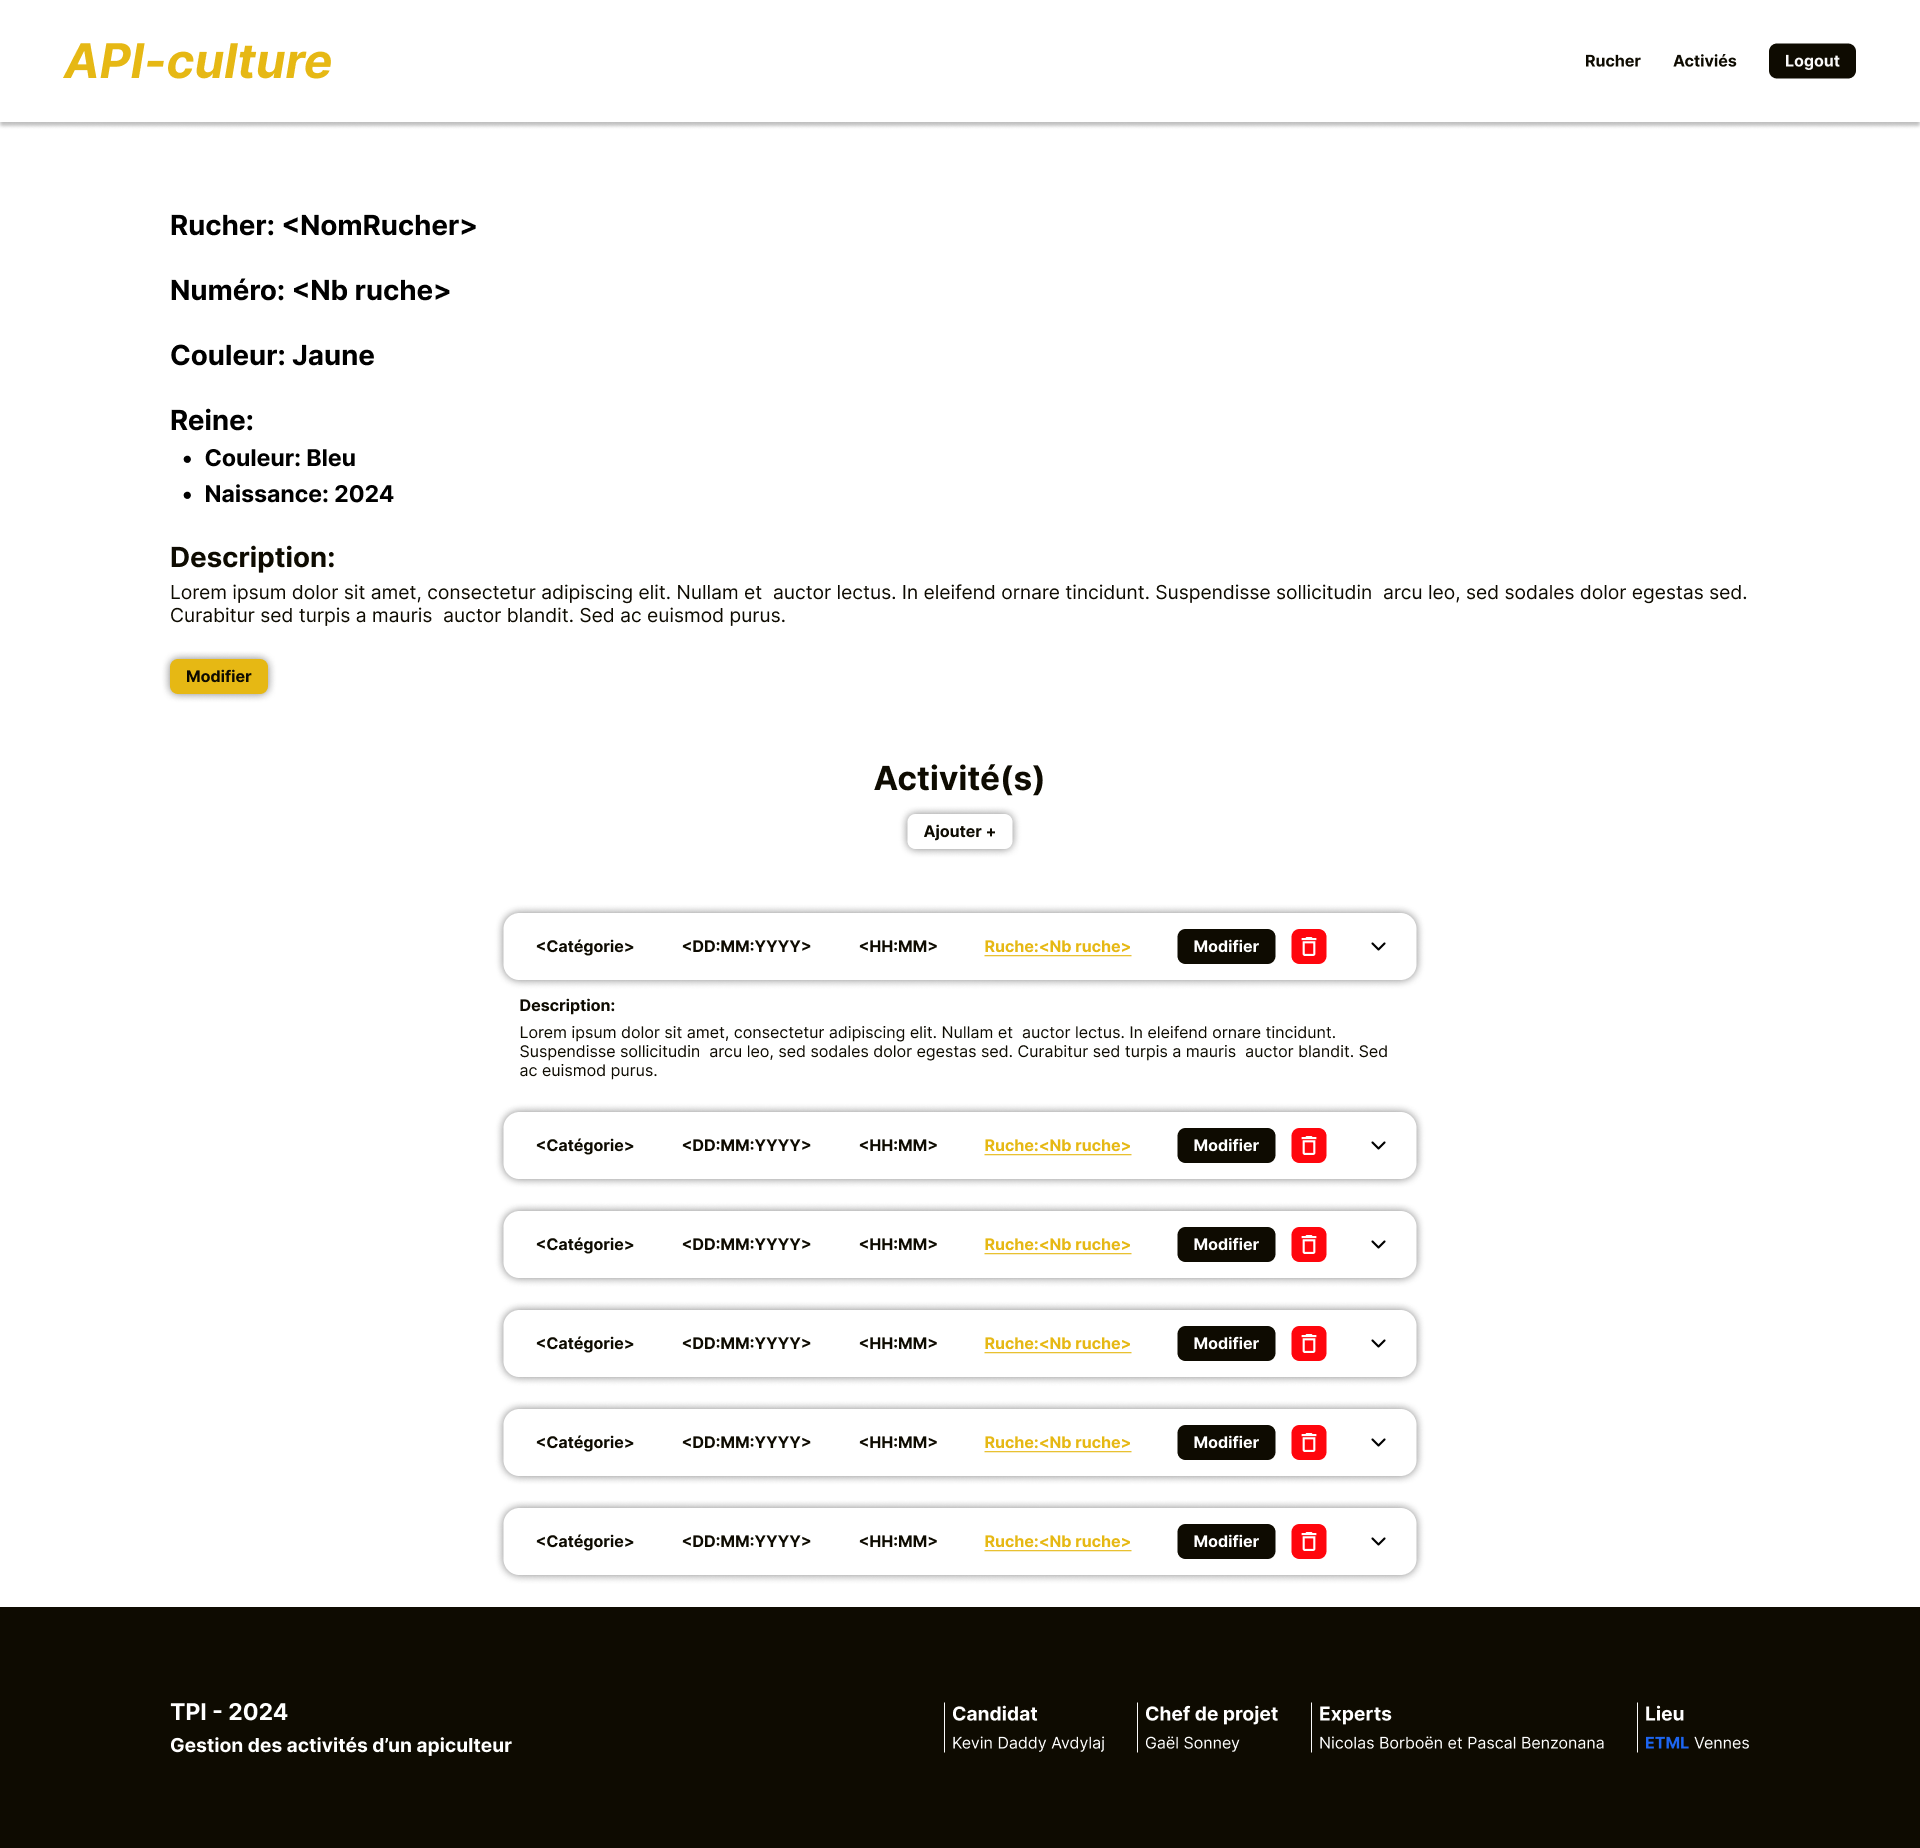 API-culture
Rucher Activiés Logout
Rucher: <NomRucher>
Numéro: <Nb ruche>
Couleur: Jaune
Reine:
• Couleur: Bleu
• Naissance: 2024
Description:
Lorem ipsum dolor sit amet, consectetur adipiscing elit. Nullam et  auctor lectus. In eleifend ornare tincidunt. Suspendisse sollicitudin  arcu leo, sed sodales dolor egestas sed.
Curabitur sed turpis a mauris  auctor blandit. Sed ac euismod purus.
Modifier
Activité(s)
Ajouter +
<Catégorie> <DD:MM:YYYY> <HH:MM> Ruche:<Nb ruche> Modifier
Description:
Lorem ipsum dolor sit amet, consectetur adipiscing elit. Nullam et  auctor lectus. In eleifend ornare tincidunt.
Suspendisse sollicitudin  arcu leo, sed sodales dolor egestas sed. Curabitur sed turpis a mauris  auctor blandit. Sed
ac euismod purus.
<Catégorie> <DD:MM:YYYY> <HH:MM> Ruche:<Nb ruche> Modifier
<Catégorie> <DD:MM:YYYY> <HH:MM> Ruche:<Nb ruche> Modifier
<Catégorie> <DD:MM:YYYY> <HH:MM> Ruche:<Nb ruche> Modifier
<Catégorie> <DD:MM:YYYY> <HH:MM> Ruche:<Nb ruche> Modifier
<Catégorie> <DD:MM:YYYY> <HH:MM> Ruche:<Nb ruche> Modifier
TPI - 2024
Gestion des activités d’un apiculteur
Candidat
Kevin Daddy Avdylaj
Chef de projet
Gaël Sonney
Experts
Nicolas Borboën et Pascal Benzonana
Lieu
ETML Vennes